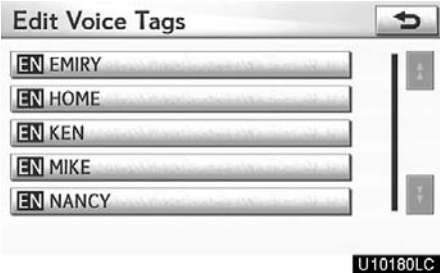 Edit Voice Tags
EN EMIRY
EN HOME
EN KEN
EN MIKE
EN NANCY
U10180LC